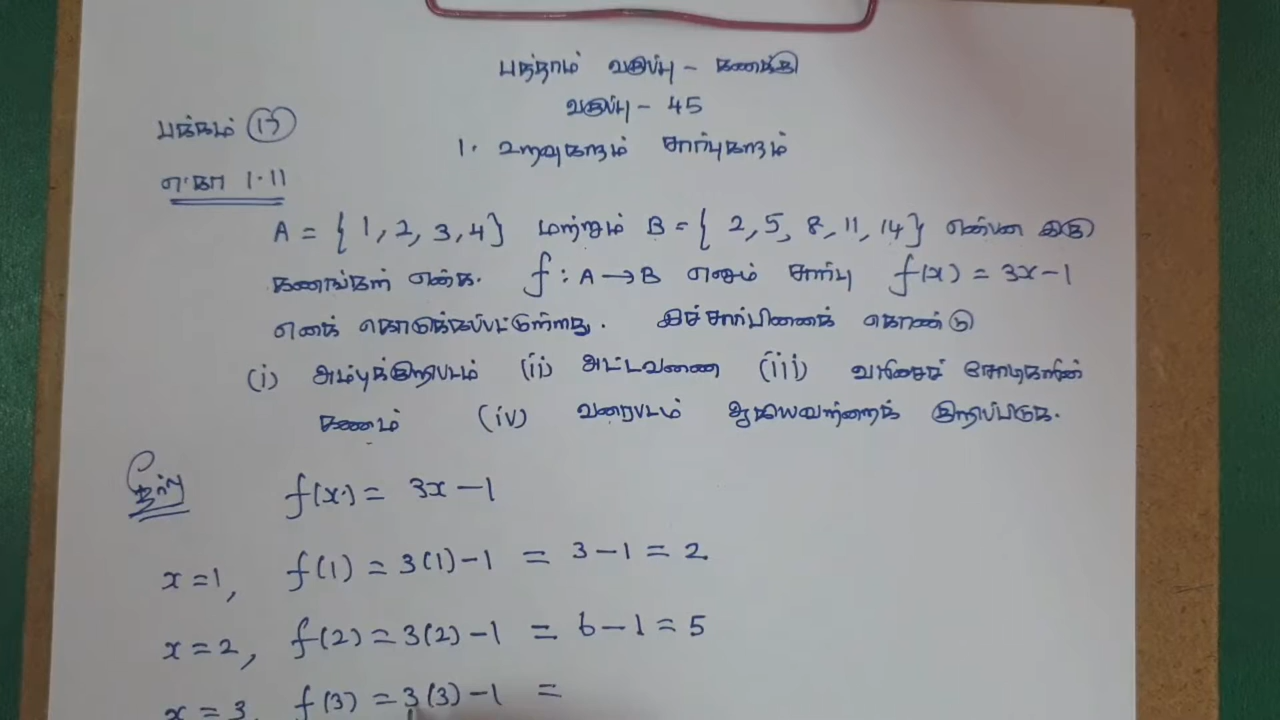 பத்தாம் வகுப்பு - கணக்கு
வகுப்பு - 45
பக்கம் 17
1. உறவுகளும் சார்புகளும்
எ.கா 1.11
A = { 1, 2, 3, 4} மற்றும் B = { 2, 5, 8, 11, 14} என்பன இரு
கணங்கள் என்க. f : A → B எனும் சார்பு f(x) = 3x - 1
எனக் கொடுக்கப்பட்டுள்ளது. இச்சார்பினைக் கொண்டு
(i) அம்புக்குறிபடம் (ii) அட்டவணை (iii) வரிசைச் சோடிகளின்
கணம் (iv) வரைபடம் ஆகியவற்றைக் குறிப்பிடுக.
தீர்வு f(x) = 3x - 1
x = 1, f(1) = 3(1) - 1 = 3 - 1 = 2
x = 2, f(2) = 3(2) - 1 = 6 - 1 = 5
x = 3, f(3) = 3(3) - 1 =